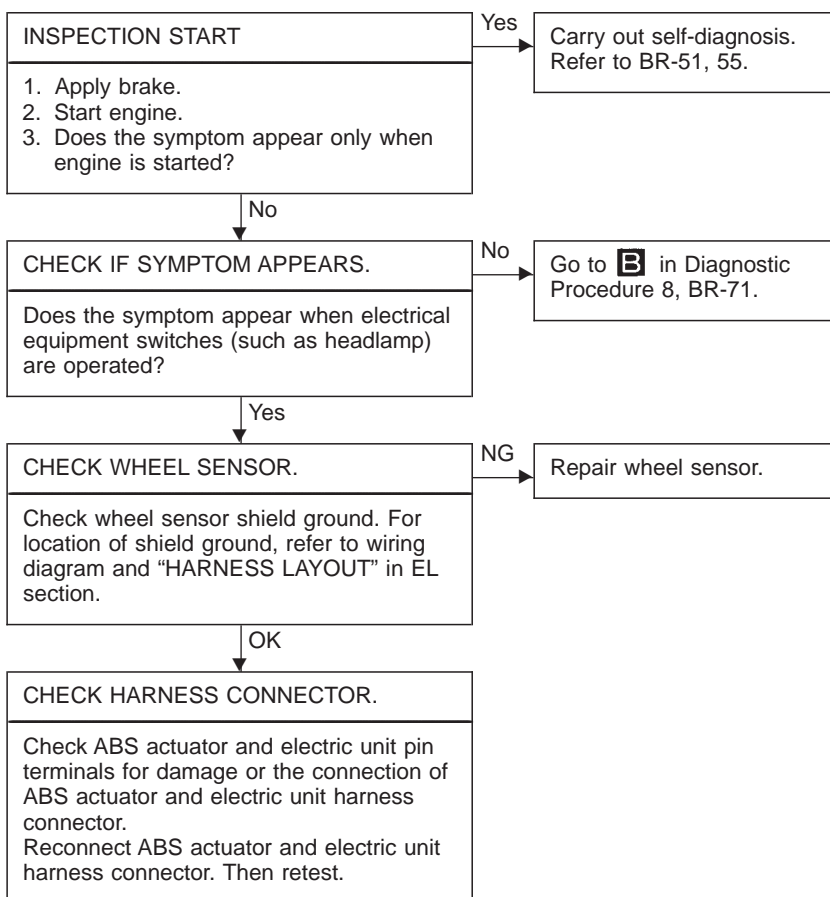 INSPECTION START
1. Apply brake.
2. Start engine.
3. Does the symptom appear only when
engine is started?
Yes
Carry out self-diagnosis.
Refer to BR-51, 55.
No
CHECK IF SYMPTOM APPEARS.
Does the symptom appear when electrical
equipment switches (such as headlamp)
are operated?
No
Go to B in Diagnostic
Procedure 8, BR-71.
Yes
CHECK WHEEL SENSOR.
Check wheel sensor shield ground. For
location of shield ground, refer to wiring
diagram and “HARNESS LAYOUT” in EL
section.
NG
Repair wheel sensor.
OK
CHECK HARNESS CONNECTOR.
Check ABS actuator and electric unit pin
terminals for damage or the connection of
ABS actuator and electric unit harness
connector.
Reconnect ABS actuator and electric unit
harness connector. Then retest.